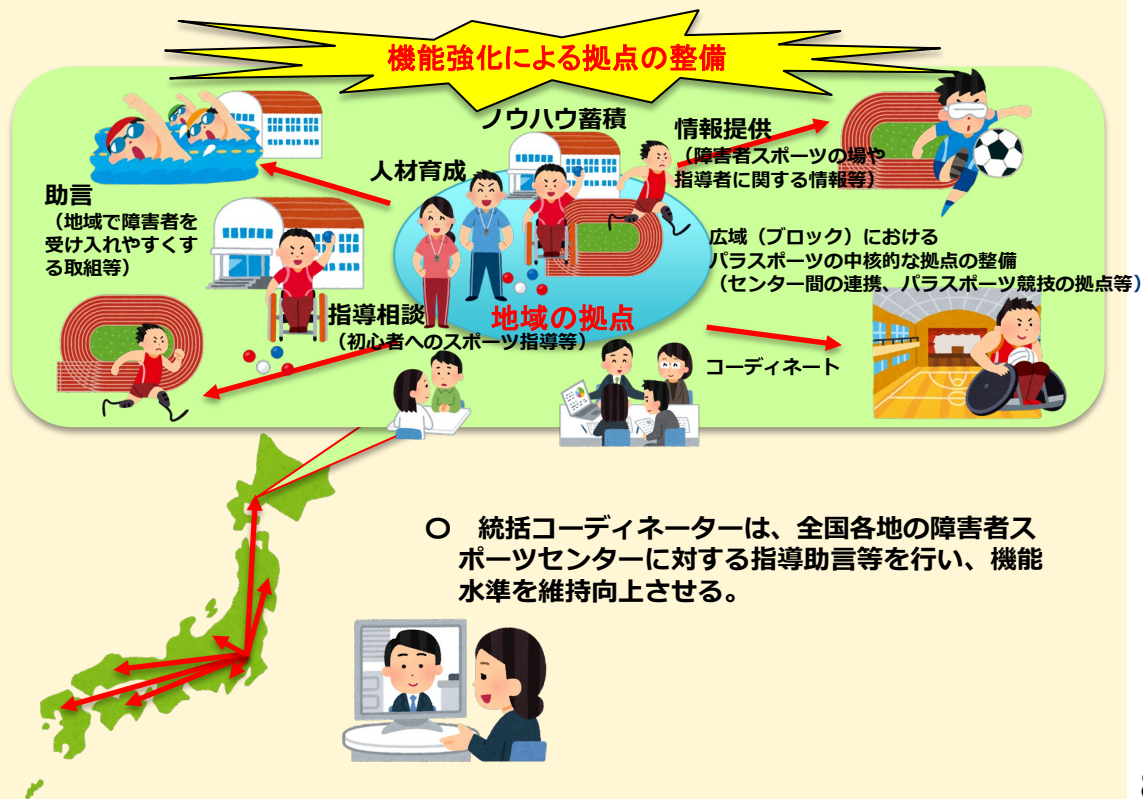 機能強化による拠点の整備
ノウハウ蓄積
人材育成
情報提供
（障害者スポーツの場や
指導者に関する情報等）
助言
（地域で障害者を
受け入れやすくす
る取組等）
広域（ブロック）における
パラスポーツの中核的な拠点の整備
（センター間の連携、パラスポーツ競技の拠点等）
地域の拠点
指導相談
（初心者へのスポーツ指導等）
コーディネート
〇　統括コーディネーターは、全国各地の障害者ス
ポーツセンターに対する指導助言等を行い、機能
水準を維持向上させる。